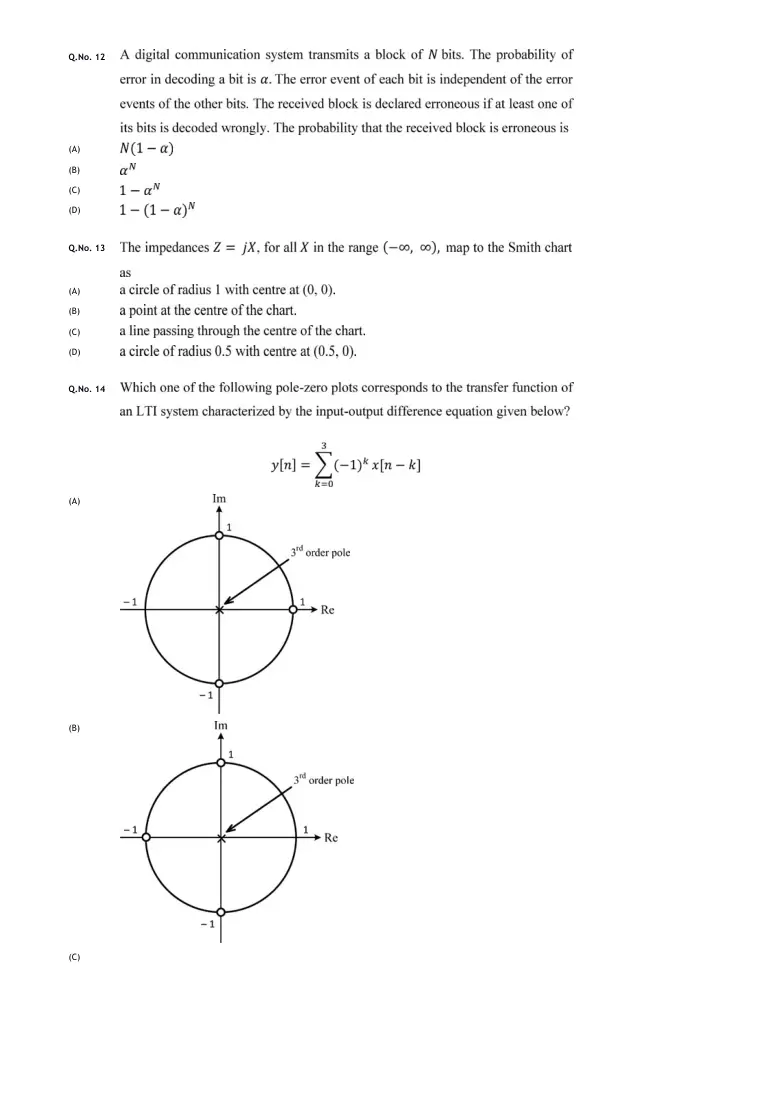 Q.No. 12 A digital communication system transmits a block of N bits. The probability of
error in decoding a bit is α. The error event of each bit is independent of the error
events of the other bits. The received block is declared erroneous if at least one of
its bits is decoded wrongly. The probability that the received block is erroneous is
(A) N(1 − α)
(B) α^N
(C) 1 − α^N
(D) 1 − (1 − α)^N
Q.No. 13 The impedances Z = jX, for all X in the range (−∞, ∞), map to the Smith chart
as
(A) a circle of radius 1 with centre at (0, 0).
(B) a point at the centre of the chart.
(C) a line passing through the centre of the chart.
(D) a circle of radius 0.5 with centre at (0.5, 0).
Q.No. 14 Which one of the following pole-zero plots corresponds to the transfer function of
an LTI system characterized by the input-output difference equation given below?
3
y[n] = ∑ (−1)^k x[n − k]
k=0
(A) Im
1
3rd order pole
−1 1 Re
−1
(B) Im
1
3rd order pole
−1 1 Re
−1
(C)